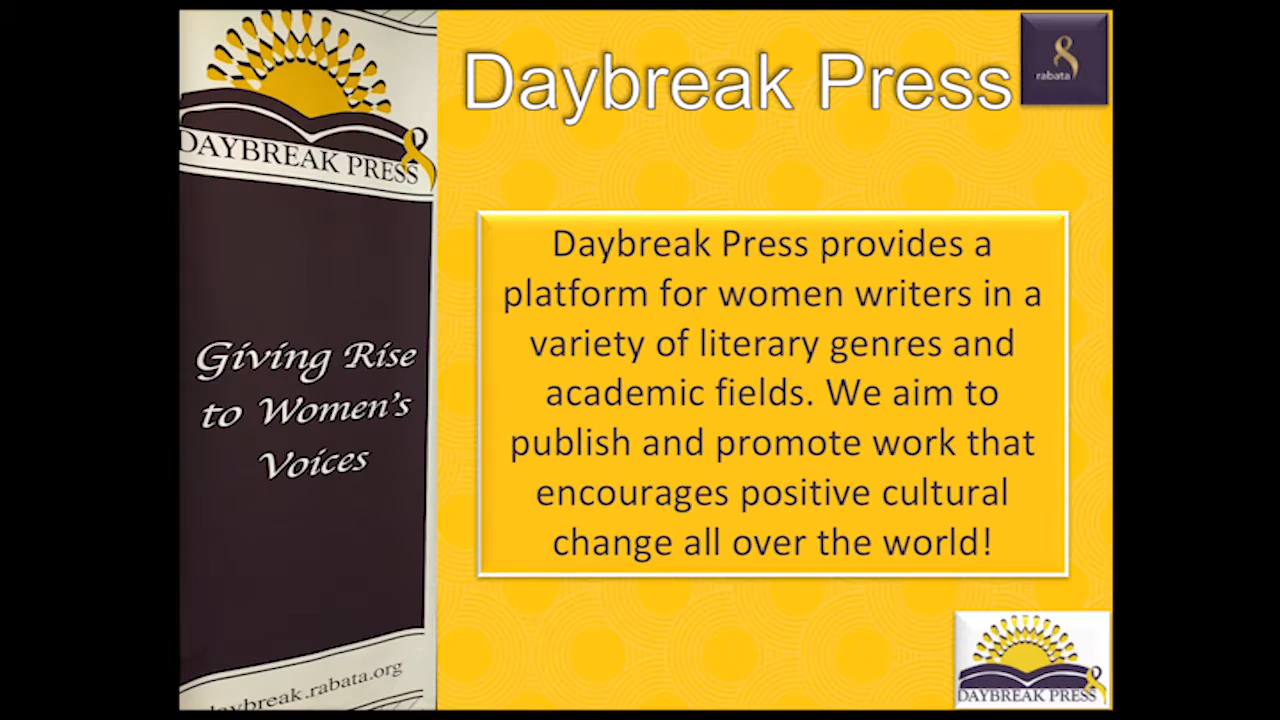 DAYBREAK PRESS
Giving Rise
to Women's
Voices
daybreak.rabata.org
Daybreak Press
rabata
Daybreak Press provides a
platform for women writers in a
variety of literary genres and
academic fields. We aim to
publish and promote work that
encourages positive cultural
change all over the world!
DAYBREAK PRESS